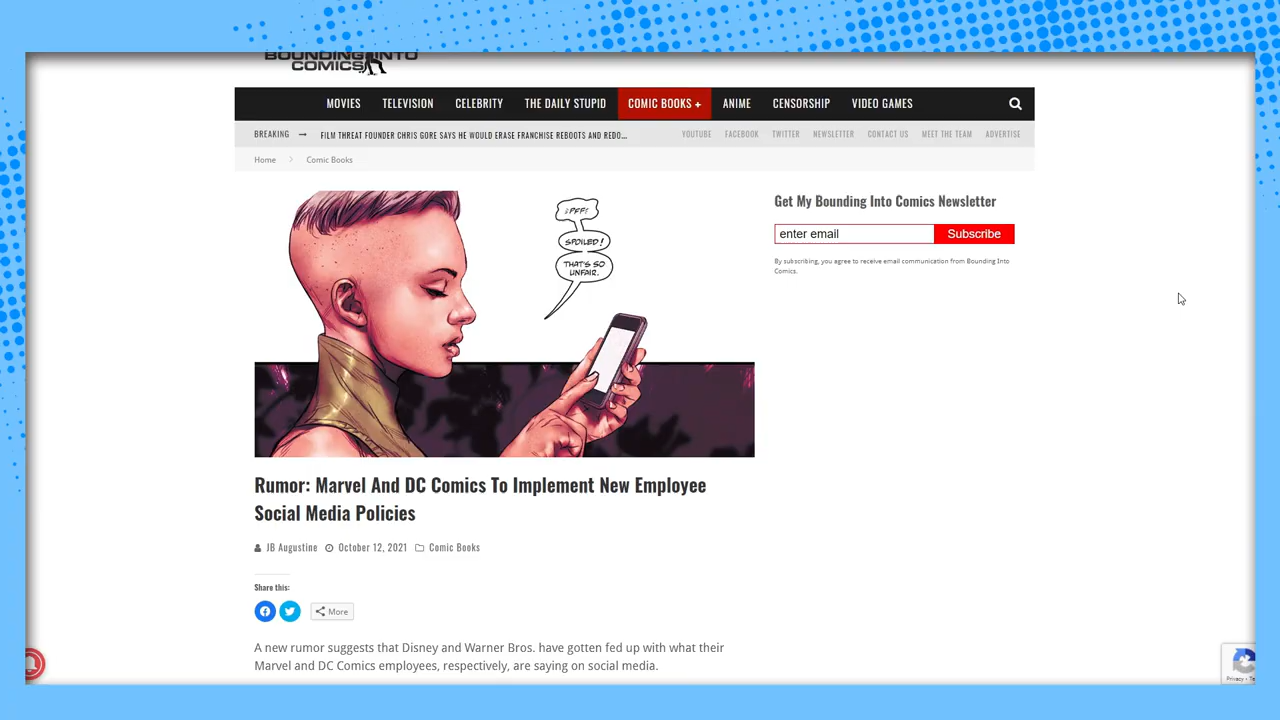 BOUNDING INTO
COMICS
MOVIES TELEVISION CELEBRITY THE DAILY STUPID COMIC BOOKS + ANIME CENSORSHIP VIDEO GAMES
BREAKING → FILM THREAT FOUNDER CHRIS GORE SAYS HE WOULD ERASE FRANCHISE REBOOTS AND REDO... YOUTUBE FACEBOOK TWITTER NEWSLETTER CONTACT US MEET THE TEAM ADVERTISE
Home > Comic Books
SPOILED!
THAT'S SO
UNFAIR.
Get My Bounding Into Comics Newsletter
enter email Subscribe
By subscribing, you agree to receive email communication from Bounding Into
Comics.
Rumor: Marvel And DC Comics To Implement New Employee
Social Media Policies
JB Augustine October 12, 2021 Comic Books
Share this:
More
A new rumor suggests that Disney and Warner Bros. have gotten fed up with what their
Marvel and DC Comics employees, respectively, are saying on social media.